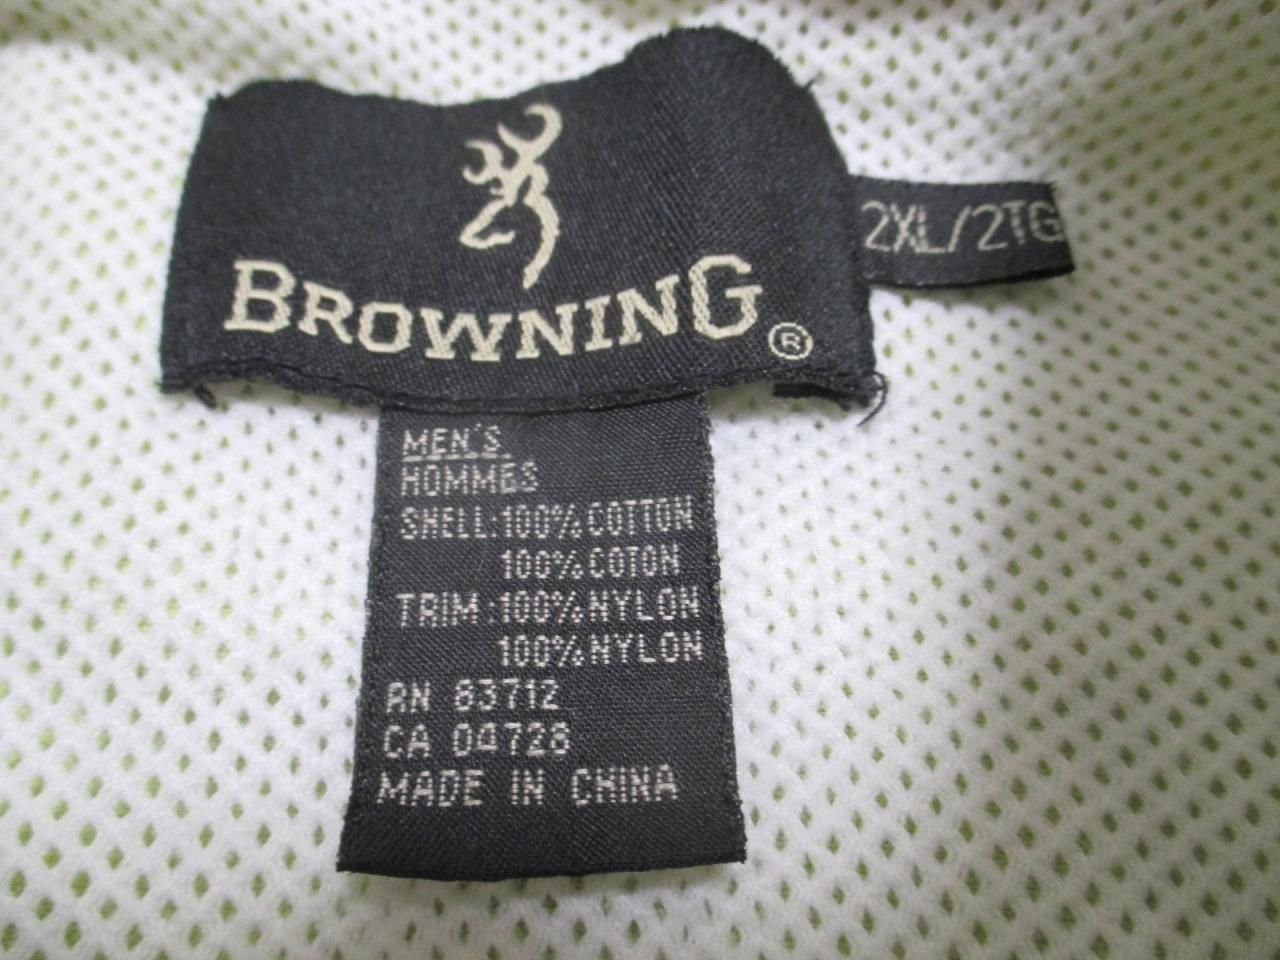 BROWNING ®
2XL/2TG
MEN'S
HOMMES
SHELL:100% COTTON
100% COTON
TRIM:100% NYLON
100% NYLON
RN 83712
CA 04728
MADE IN CHINA